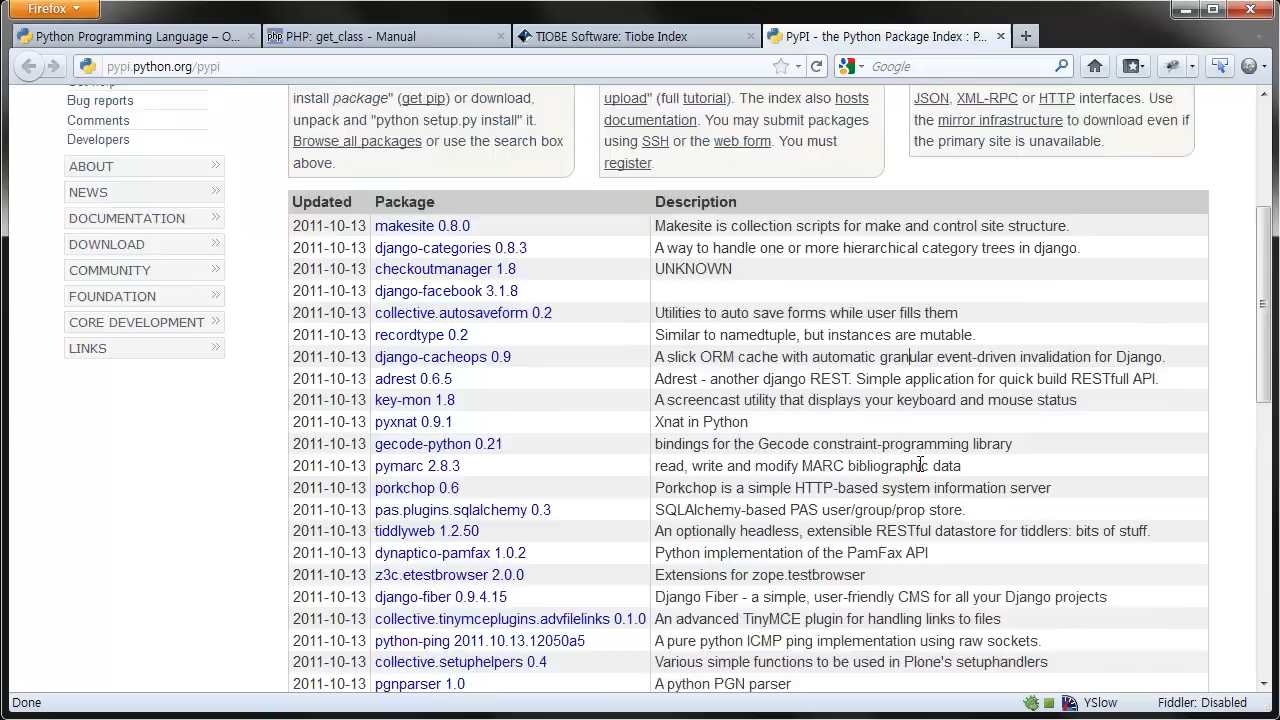 Firefox
Python Programming Language – O...
php PHP: get_class - Manual
TIOBE Software: Tiobe Index
PyPI - the Python Package Index : P...
pypi.python.org/pypi
Google
Bug reports
Comments
Developers
ABOUT
NEWS
DOCUMENTATION
DOWNLOAD
COMMUNITY
FOUNDATION
CORE DEVELOPMENT
LINKS
install package" (get pip) or download,
unpack and "python setup.py install" it.
Browse all packages or use the search box
above.
upload" (full tutorial). The index also hosts
documentation. You may submit packages
using SSH or the web form. You must
register.
JSON, XML-RPC or HTTP interfaces. Use
the mirror infrastructure to download even if
the primary site is unavailable.
Updated Package Description
2011-10-13 makesite 0.8.0 Makesite is collection scripts for make and control site structure.
2011-10-13 django-categories 0.8.3 A way to handle one or more hierarchical category trees in django.
2011-10-13 checkoutmanager 1.8 UNKNOWN
2011-10-13 django-facebook 3.1.8
2011-10-13 collective.autosaveform 0.2 Utilities to auto save forms while user fills them
2011-10-13 recordtype 0.2 Similar to namedtuple, but instances are mutable.
2011-10-13 django-cacheops 0.9 A slick ORM cache with automatic granular event-driven invalidation for Django.
2011-10-13 adrest 0.6.5 Adrest - another django REST. Simple application for quick build RESTfull API.
2011-10-13 key-mon 1.8 A screencast utility that displays your keyboard and mouse status
2011-10-13 pyxnat 0.9.1 Xnat in Python
2011-10-13 gecode-python 0.21 bindings for the Gecode constraint-programming library
2011-10-13 pymarc 2.8.3 read, write and modify MARC bibliographic data
2011-10-13 porkchop 0.6 Porkchop is a simple HTTP-based system information server
2011-10-13 pas.plugins.sqlalchemy 0.3 SQLAlchemy-based PAS user/group/prop store.
2011-10-13 tiddlyweb 1.2.50 An optionally headless, extensible RESTful datastore for tiddlers: bits of stuff.
2011-10-13 dynaptico-pamfax 1.0.2 Python implementation of the PamFax API
2011-10-13 z3c.etestbrowser 2.0.0 Extensions for zope.testbrowser
2011-10-13 django-fiber 0.9.4.15 Django Fiber - a simple, user-friendly CMS for all your Django projects
2011-10-13 collective.tinymceplugins.advfilelinks 0.1.0 An advanced TinyMCE plugin for handling links to files
2011-10-13 python-ping 2011.10.13.12050a5 A pure python ICMP ping implementation using raw sockets.
2011-10-13 collective.setuphelpers 0.4 Various simple functions to be used in Plone's setuphandlers
2011-10-13 pgnparser 1.0 A python PGN parser
Done
YSlow
Fiddler: Disabled